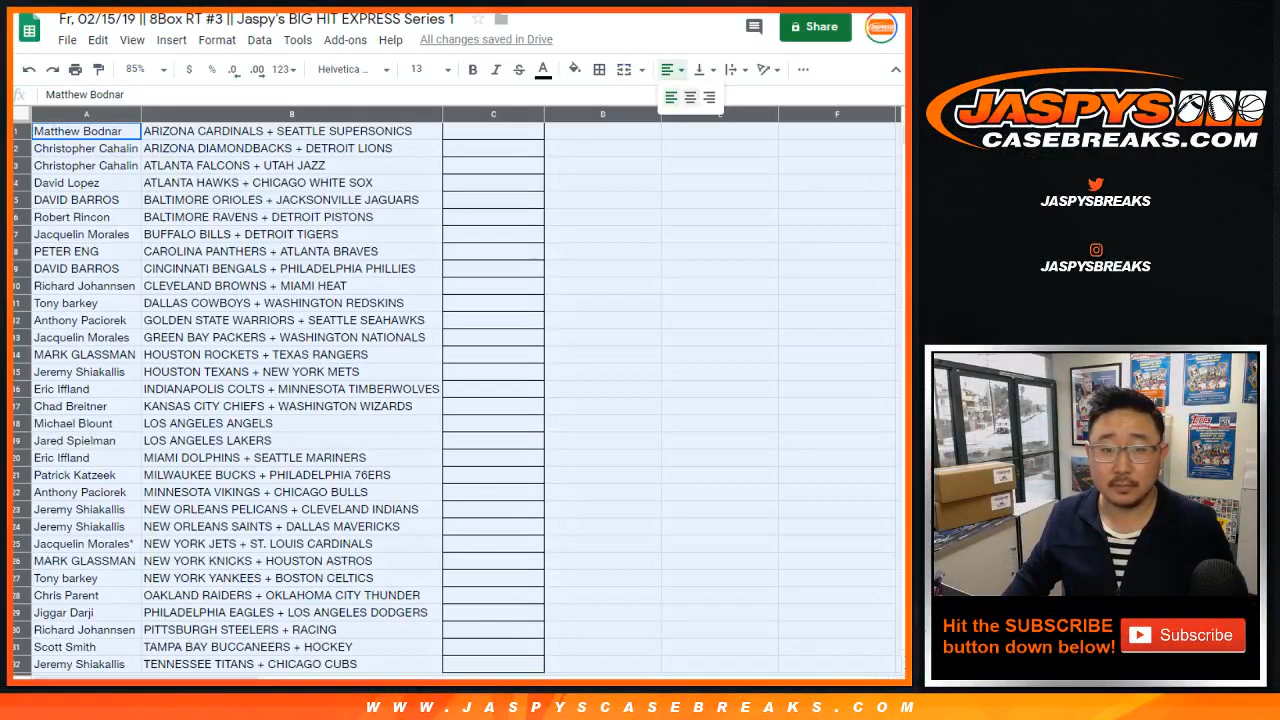 Fr, 02/15/19 || 8Box RT #3 || Jaspy's BIG HIT EXPRESS Series 1
File Edit View Insert Format Data Tools Add-ons Help All changes saved in Drive
Share
85% $ % .0 .00 123 Helvetica ... 13 B I S A
fx Matthew Bodnar
A B C D E F
1 Matthew Bodnar ARIZONA CARDINALS + SEATTLE SUPERSONICS
2 Christopher Cahalin ARIZONA DIAMONDBACKS + DETROIT LIONS
3 Christopher Cahalin ATLANTA FALCONS + UTAH JAZZ
4 David Lopez ATLANTA HAWKS + CHICAGO WHITE SOX
5 DAVID BARROS BALTIMORE ORIOLES + JACKSONVILLE JAGUARS
6 Robert Rincon BALTIMORE RAVENS + DETROIT PISTONS
7 Jacquelin Morales BUFFALO BILLS + DETROIT TIGERS
8 PETER ENG CAROLINA PANTHERS + ATLANTA BRAVES
9 DAVID BARROS CINCINNATI BENGALS + PHILADELPHIA PHILLIES
10 Richard Johannsen CLEVELAND BROWNS + MIAMI HEAT
11 Tony barkey DALLAS COWBOYS + WASHINGTON REDSKINS
12 Anthony Paciorek GOLDEN STATE WARRIORS + SEATTLE SEAHAWKS
13 Jacquelin Morales GREEN BAY PACKERS + WASHINGTON NATIONALS
14 MARK GLASSMAN HOUSTON ROCKETS + TEXAS RANGERS
15 Jeremy Shiakallis HOUSTON TEXANS + NEW YORK METS
16 Eric Iffland INDIANAPOLIS COLTS + MINNESOTA TIMBERWOLVES
17 Chad Breitner KANSAS CITY CHIEFS + WASHINGTON WIZARDS
18 Michael Blount LOS ANGELES ANGELS
19 Jared Spielman LOS ANGELES LAKERS
20 Eric Iffland MIAMI DOLPHINS + SEATTLE MARINERS
21 Patrick Katzeek MILWAUKEE BUCKS + PHILADELPHIA 76ERS
22 Anthony Paciorek MINNESOTA VIKINGS + CHICAGO BULLS
23 Jeremy Shiakallis NEW ORLEANS PELICANS + CLEVELAND INDIANS
24 Jeremy Shiakallis NEW ORLEANS SAINTS + DALLAS MAVERICKS
25 Jacquelin Morales* NEW YORK JETS + ST. LOUIS CARDINALS
26 MARK GLASSMAN NEW YORK KNICKS + HOUSTON ASTROS
27 Tony barkey NEW YORK YANKEES + BOSTON CELTICS
28 Chris Parent OAKLAND RAIDERS + OKLAHOMA CITY THUNDER
29 Jiggar Darji PHILADELPHIA EAGLES + LOS ANGELES DODGERS
30 Richard Johannsen PITTSBURGH STEELERS + RACING
31 Scott Smith TAMPA BAY BUCCANEERS + HOCKEY
32 Jeremy Shiakallis TENNESSEE TITANS + CHICAGO CUBS
JASPYS
CASEBREAKS.COM
JASPYSBREAKS
JASPYSBREAKS
Hit the SUBSCRIBE
button down below!
Subscribe
WWW.JASPYSCASEBREAKS.COM